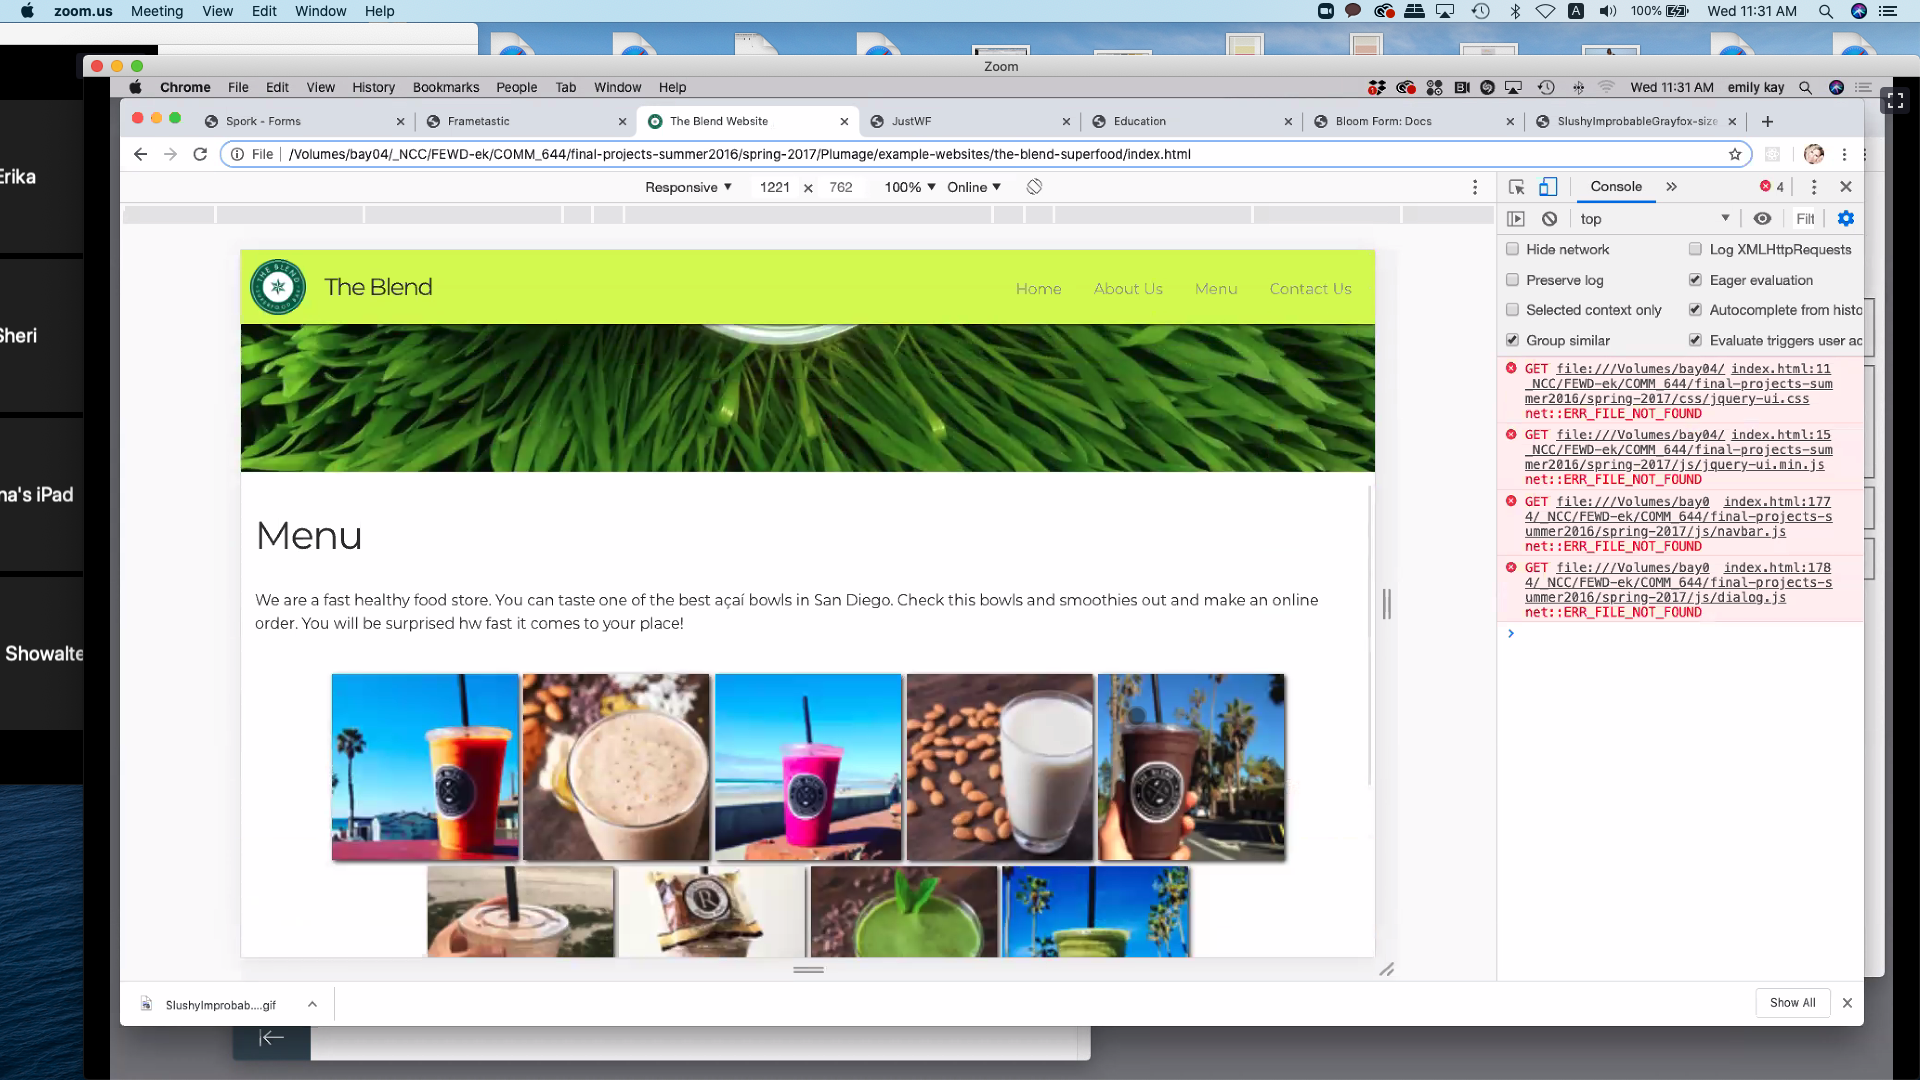 zoom.us Meeting View Edit Window Help 100% Wed 11:31 AM
Zoom
Chrome File Edit View History Bookmarks People Tab Window Help Wed 11:31 AM emily kay
Spork - Forms Frametastic The Blend Website JustWF Education Bloom Form: Docs SlushyImprobableGrayfox-size
File /Volumes/bay04/_NCC/FEWD-ek/COMM_644/final-projects-summer2016/spring-2017/Plumage/example-websites/the-blend-superfood/index.html
Responsive 1221 x 762 100% Online
Console 4
top Filt
Hide network Log XMLHttpRequests
Preserve log Eager evaluation
Selected context only Autocomplete from histo
Group similar Evaluate triggers user ac
GET file:///Volumes/bay04/ index.html:11
_NCC/FEWD-ek/COMM_644/final-projects-sum
mer2016/spring-2017/css/jquery-ui.css
net::ERR_FILE_NOT_FOUND
GET file:///Volumes/bay04/ index.html:15
_NCC/FEWD-ek/COMM_644/final-projects-sum
mer2016/spring-2017/js/jquery-ui.min.js
net::ERR_FILE_NOT_FOUND
GET file:///Volumes/bay0 index.html:177
4/_NCC/FEWD-ek/COMM_644/final-projects-s
ummer2016/spring-2017/js/navbar.js
net::ERR_FILE_NOT_FOUND
GET file:///Volumes/bay0 index.html:178
4/_NCC/FEWD-ek/COMM_644/final-projects-s
ummer2016/spring-2017/js/dialog.js
net::ERR_FILE_NOT_FOUND
THE BLEND
The Blend
Home About Us Menu Contact Us
Menu
We are a fast healthy food store. You can taste one of the best açaí bowls in San Diego. Check this bowls and smoothies out and make an online
order. You will be surprised hw fast it comes to your place!
Erika
Sheri
na's iPad
Showalte
SlushyImprobab....gif
Show All